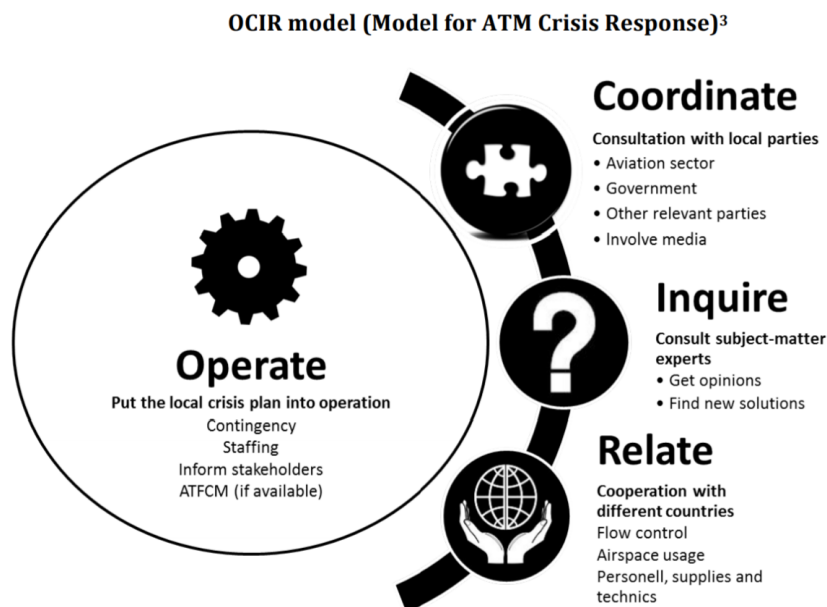 OCIR model (Model for ATM Crisis Response)³
Operate
Put the local crisis plan into operation
Contingency
Staffing
Inform stakeholders
ATFCM (if available)
Coordinate
Consultation with local parties
• Aviation sector
• Government
• Other relevant parties
• Involve media
Inquire
Consult subject-matter
experts
• Get opinions
• Find new solutions
Relate
Cooperation with
different countries
Flow control
Airspace usage
Personell, supplies and
technics